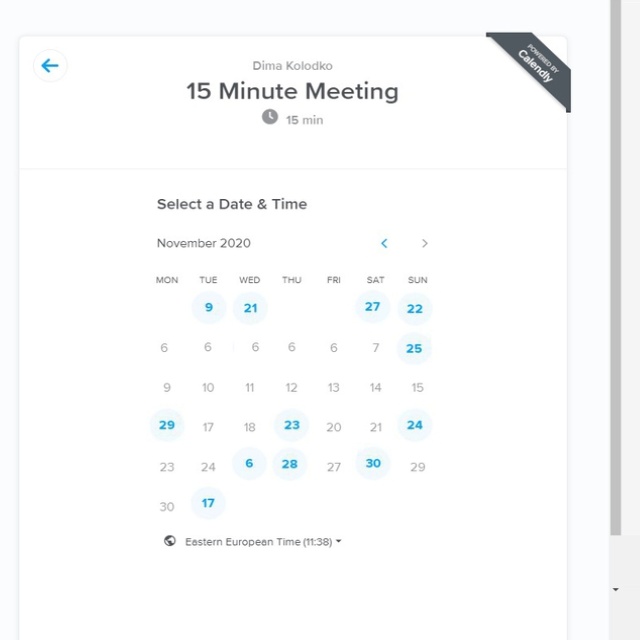 Dima Kolodko
POWERED BY
Calendly
15 Minute Meeting
15 min
Select a Date & Time
November 2020
MON TUE WED THU FRI SAT SUN
9 21 27 22
6 6 6 6 6 7 25
9 10 11 12 13 14 15
29 17 18 23 20 21 24
23 24 6 28 27 30 29
30 17
Eastern European Time (11:38)